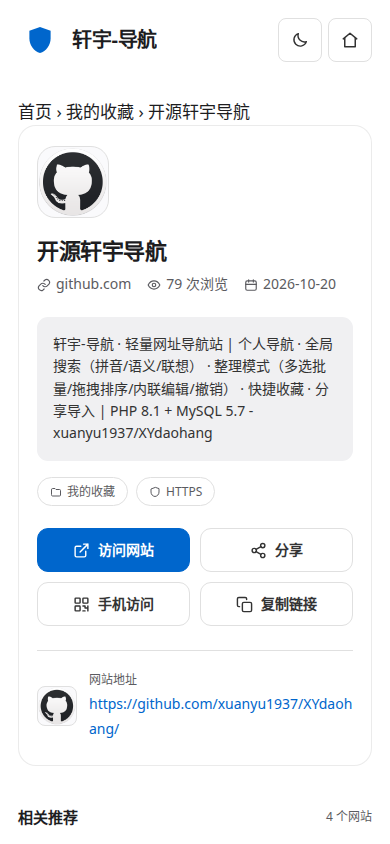 轩宇-导航
首页 › 我的收藏 › 开源轩宇导航
开源轩宇导航
github.com 79 次浏览 2026-10-20
轩宇-导航 · 轻量网址导航站 | 个人导航 · 全局
搜索（拼音/语义/联想） · 整理模式（多选批
量/拖拽排序/内联编辑/撤销） · 快捷收藏 · 分
享导入 | PHP 8.1 + MySQL 5.7 -
xuanyu1937/XYdaohang
我的收藏 HTTPS
访问网站 分享
手机访问 复制链接
网站地址
https://github.com/xuanyu1937/XYdaoh
ang/
相关推荐 4 个网站